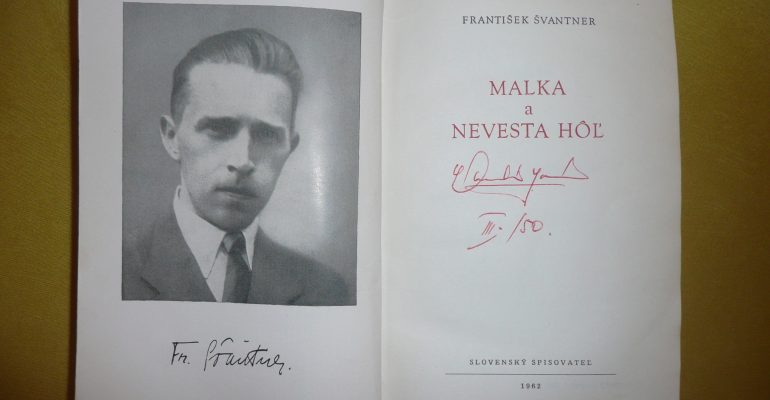 Fr. Švantner.
FRANTIŠEK ŠVANTNER
MALKA
a
NEVESTA HÔĽ
III. /50.
SLOVENSKÝ SPISOVATEĽ
1962